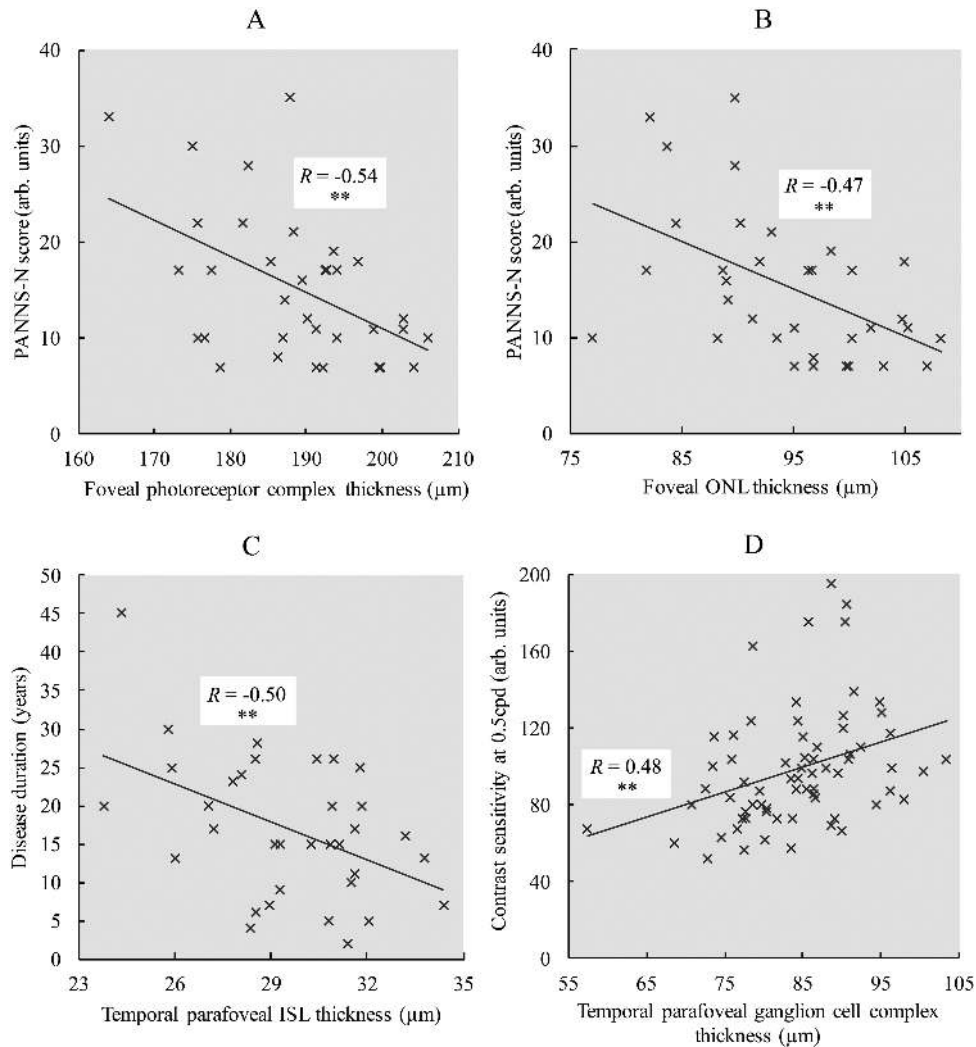 A
B
PANNS-N score (arb. units)
40
30
20
10
0
R = -0.54
**
160 170 180 190 200 210
Foveal photoreceptor complex thickness (µm)
PANNS-N score (arb. units)
40
30
20
10
0
R = -0.47
**
75 85 95 105
Foveal ONL thickness (µm)
C
D
Disease duration (years)
50
45
40
35
30
25
20
15
10
5
0
R = -0.50
**
23 26 29 32 35
Temporal parafoveal ISL thickness (µm)
Contrast sensitivity at 0.5cpd (arb. units)
200
160
120
80
40
0
R = 0.48
**
55 65 75 85 95 105
Temporal parafoveal ganglion cell complex
thickness (µm)